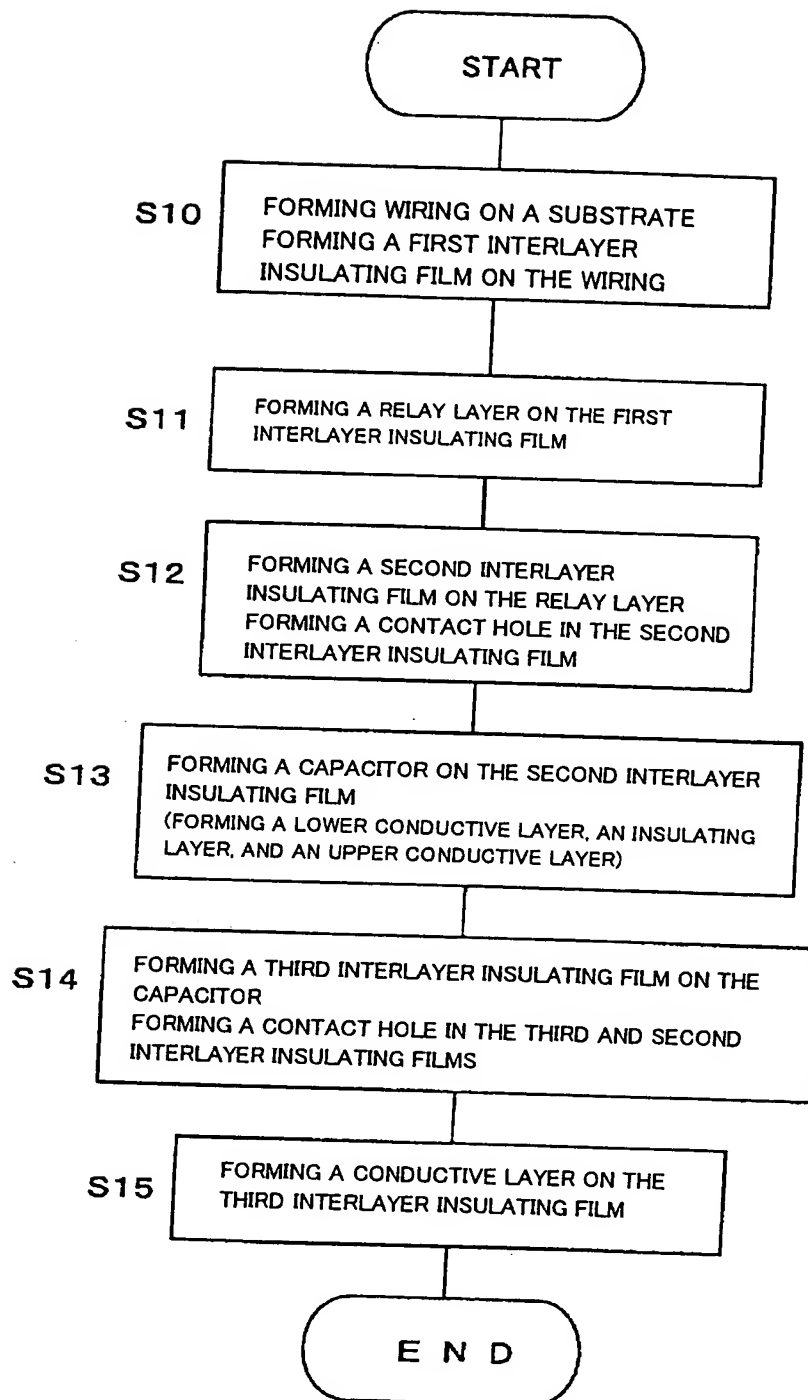 START
S10
FORMING WIRING ON A SUBSTRATE
FORMING A FIRST INTERLAYER
INSULATING FILM ON THE WIRING
S11
FORMING A RELAY LAYER ON THE FIRST
INTERLAYER INSULATING FILM
S12
FORMING A SECOND INTERLAYER
INSULATING FILM ON THE RELAY LAYER
FORMING A CONTACT HOLE IN THE SECOND
INTERLAYER INSULATING FILM
S13
FORMING A CAPACITOR ON THE SECOND INTERLAYER
INSULATING FILM
(FORMING A LOWER CONDUCTIVE LAYER, AN INSULATING
LAYER, AND AN UPPER CONDUCTIVE LAYER)
S14
FORMING A THIRD INTERLAYER INSULATING FILM ON THE
CAPACITOR
FORMING A CONTACT HOLE IN THE THIRD AND SECOND
INTERLAYER INSULATING FILMS
S15
FORMING A CONDUCTIVE LAYER ON THE
THIRD INTERLAYER INSULATING FILM
E N D